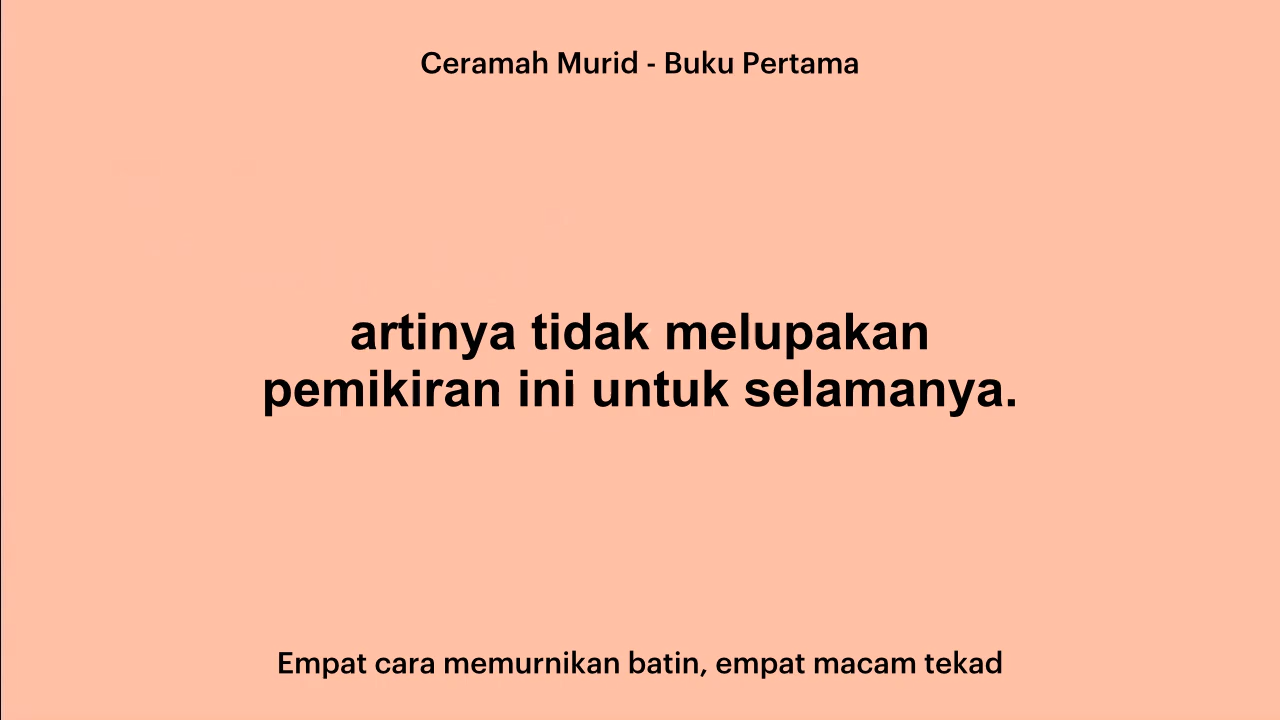 Ceramah Murid - Buku Pertama
artinya tidak melupakan
pemikiran ini untuk selamanya.
Empat cara memurnikan batin, empat macam tekad